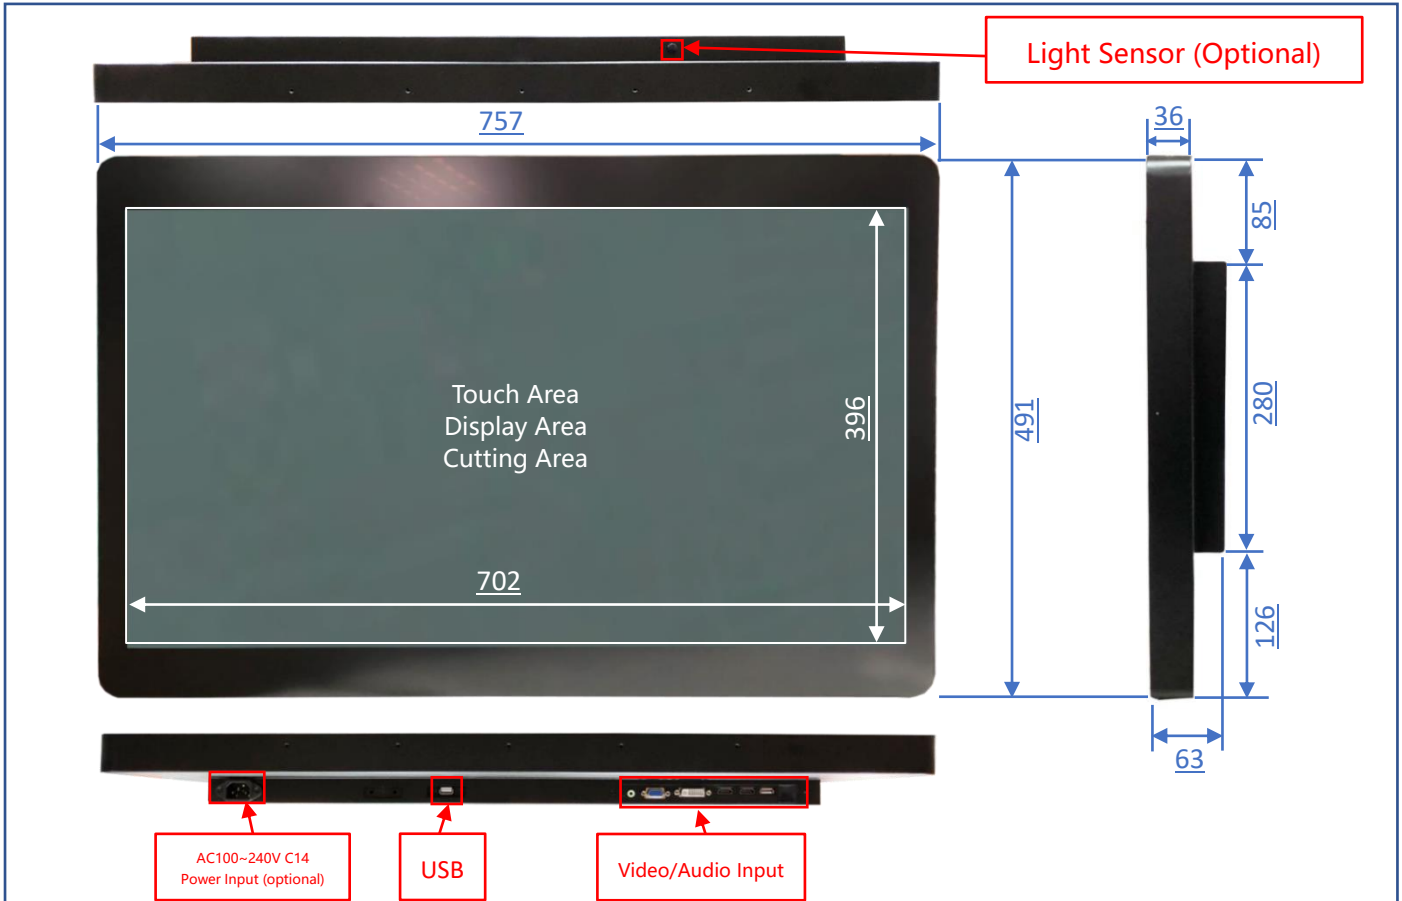 Light Sensor (Optional)
757
36
85
Touch Area
Display Area
Cutting Area
396
491
280
702
126
63
AC100~240V C14
Power Input (optional)
USB
Video/Audio Input